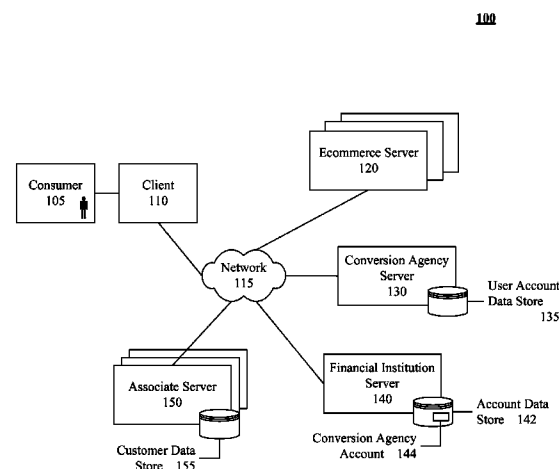 100
Ecommerce Server
120
Consumer
105
Client
110
Network
115
Conversion Agency
Server
130
User Account
Data Store
135
Associate Server
150
Customer Data
Store 155
Financial Institution
Server
140
Account Data
Store 142
Conversion Agency
Account 144